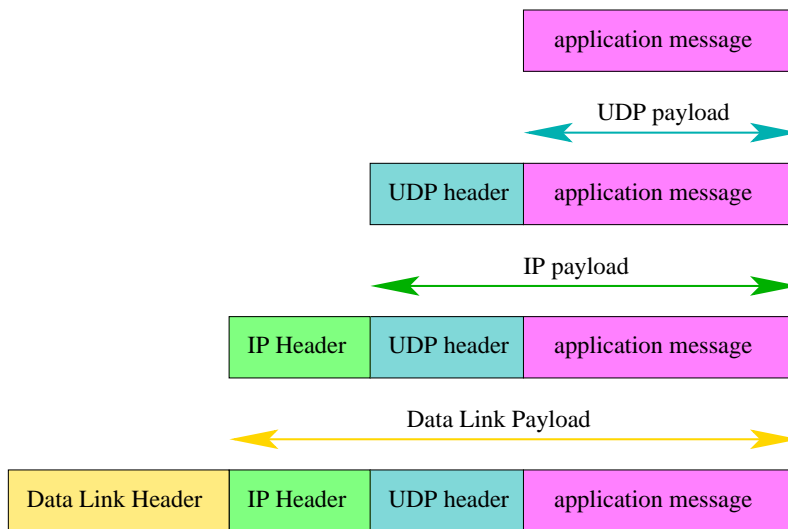 application message
UDP payload
UDP header application message
IP payload
IP Header UDP header application message
Data Link Payload
Data Link Header IP Header UDP header application message